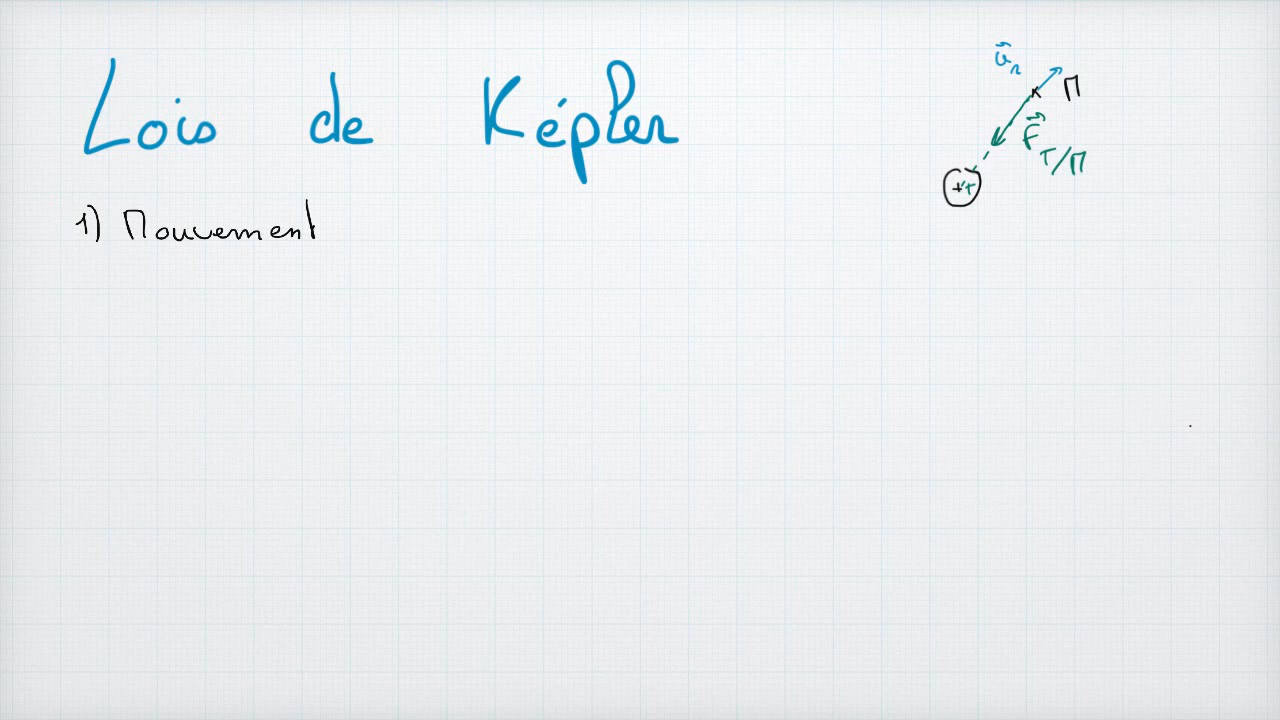 Lois de Képler
1) Mouvement
u⃗r
M
F⃗T/M